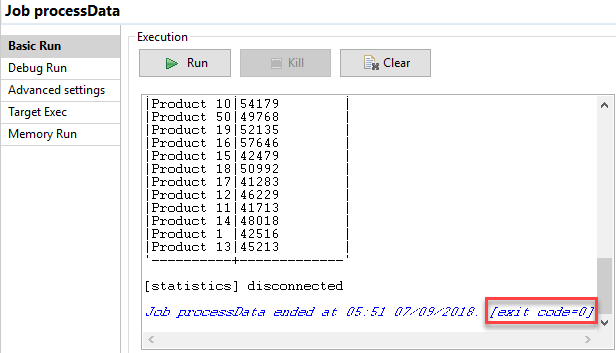 Job processData
Basic Run
Debug Run
Advanced settings
Target Exec
Memory Run
Execution
Run
Kill
Clear
|Product 10|54179        |
|Product 50|49768        |
|Product 19|52135        |
|Product 16|57646        |
|Product 15|42479        |
|Product 18|50992        |
|Product 17|41283        |
|Product 12|46229        |
|Product 11|41713        |
|Product 14|48018        |
|Product 1 |42516        |
|Product 13|45213        |
'----------+-------------'
[statistics] disconnected
Job processData ended at 05:51 07/09/2018. [exit code=0]